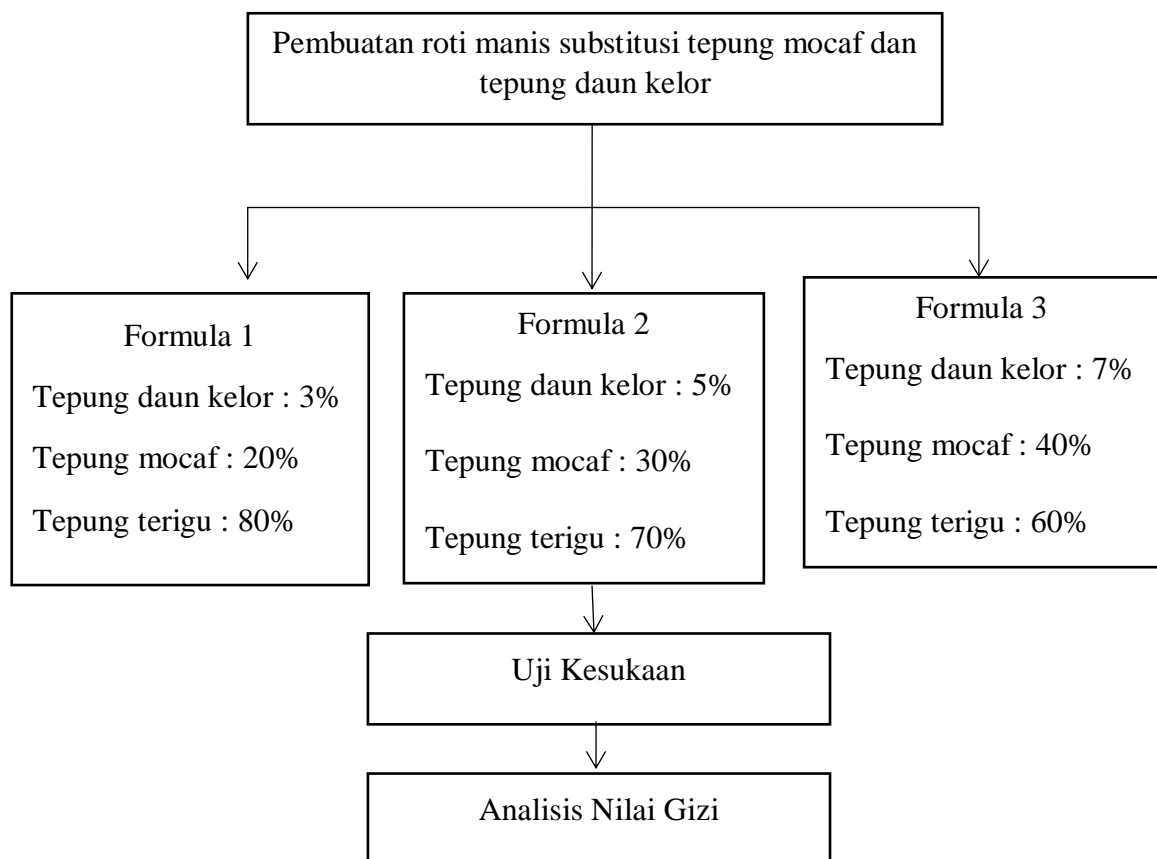 Pembuatan roti manis substitusi tepung mocaf dan
tepung daun kelor
Formula 1
Tepung daun kelor : 3%
Tepung mocaf : 20%
Tepung terigu : 80%
Formula 2
Tepung daun kelor : 5%
Tepung mocaf : 30%
Tepung terigu : 70%
Formula 3
Tepung daun kelor : 7%
Tepung mocaf : 40%
Tepung terigu : 60%
Uji Kesukaan
Analisis Nilai Gizi